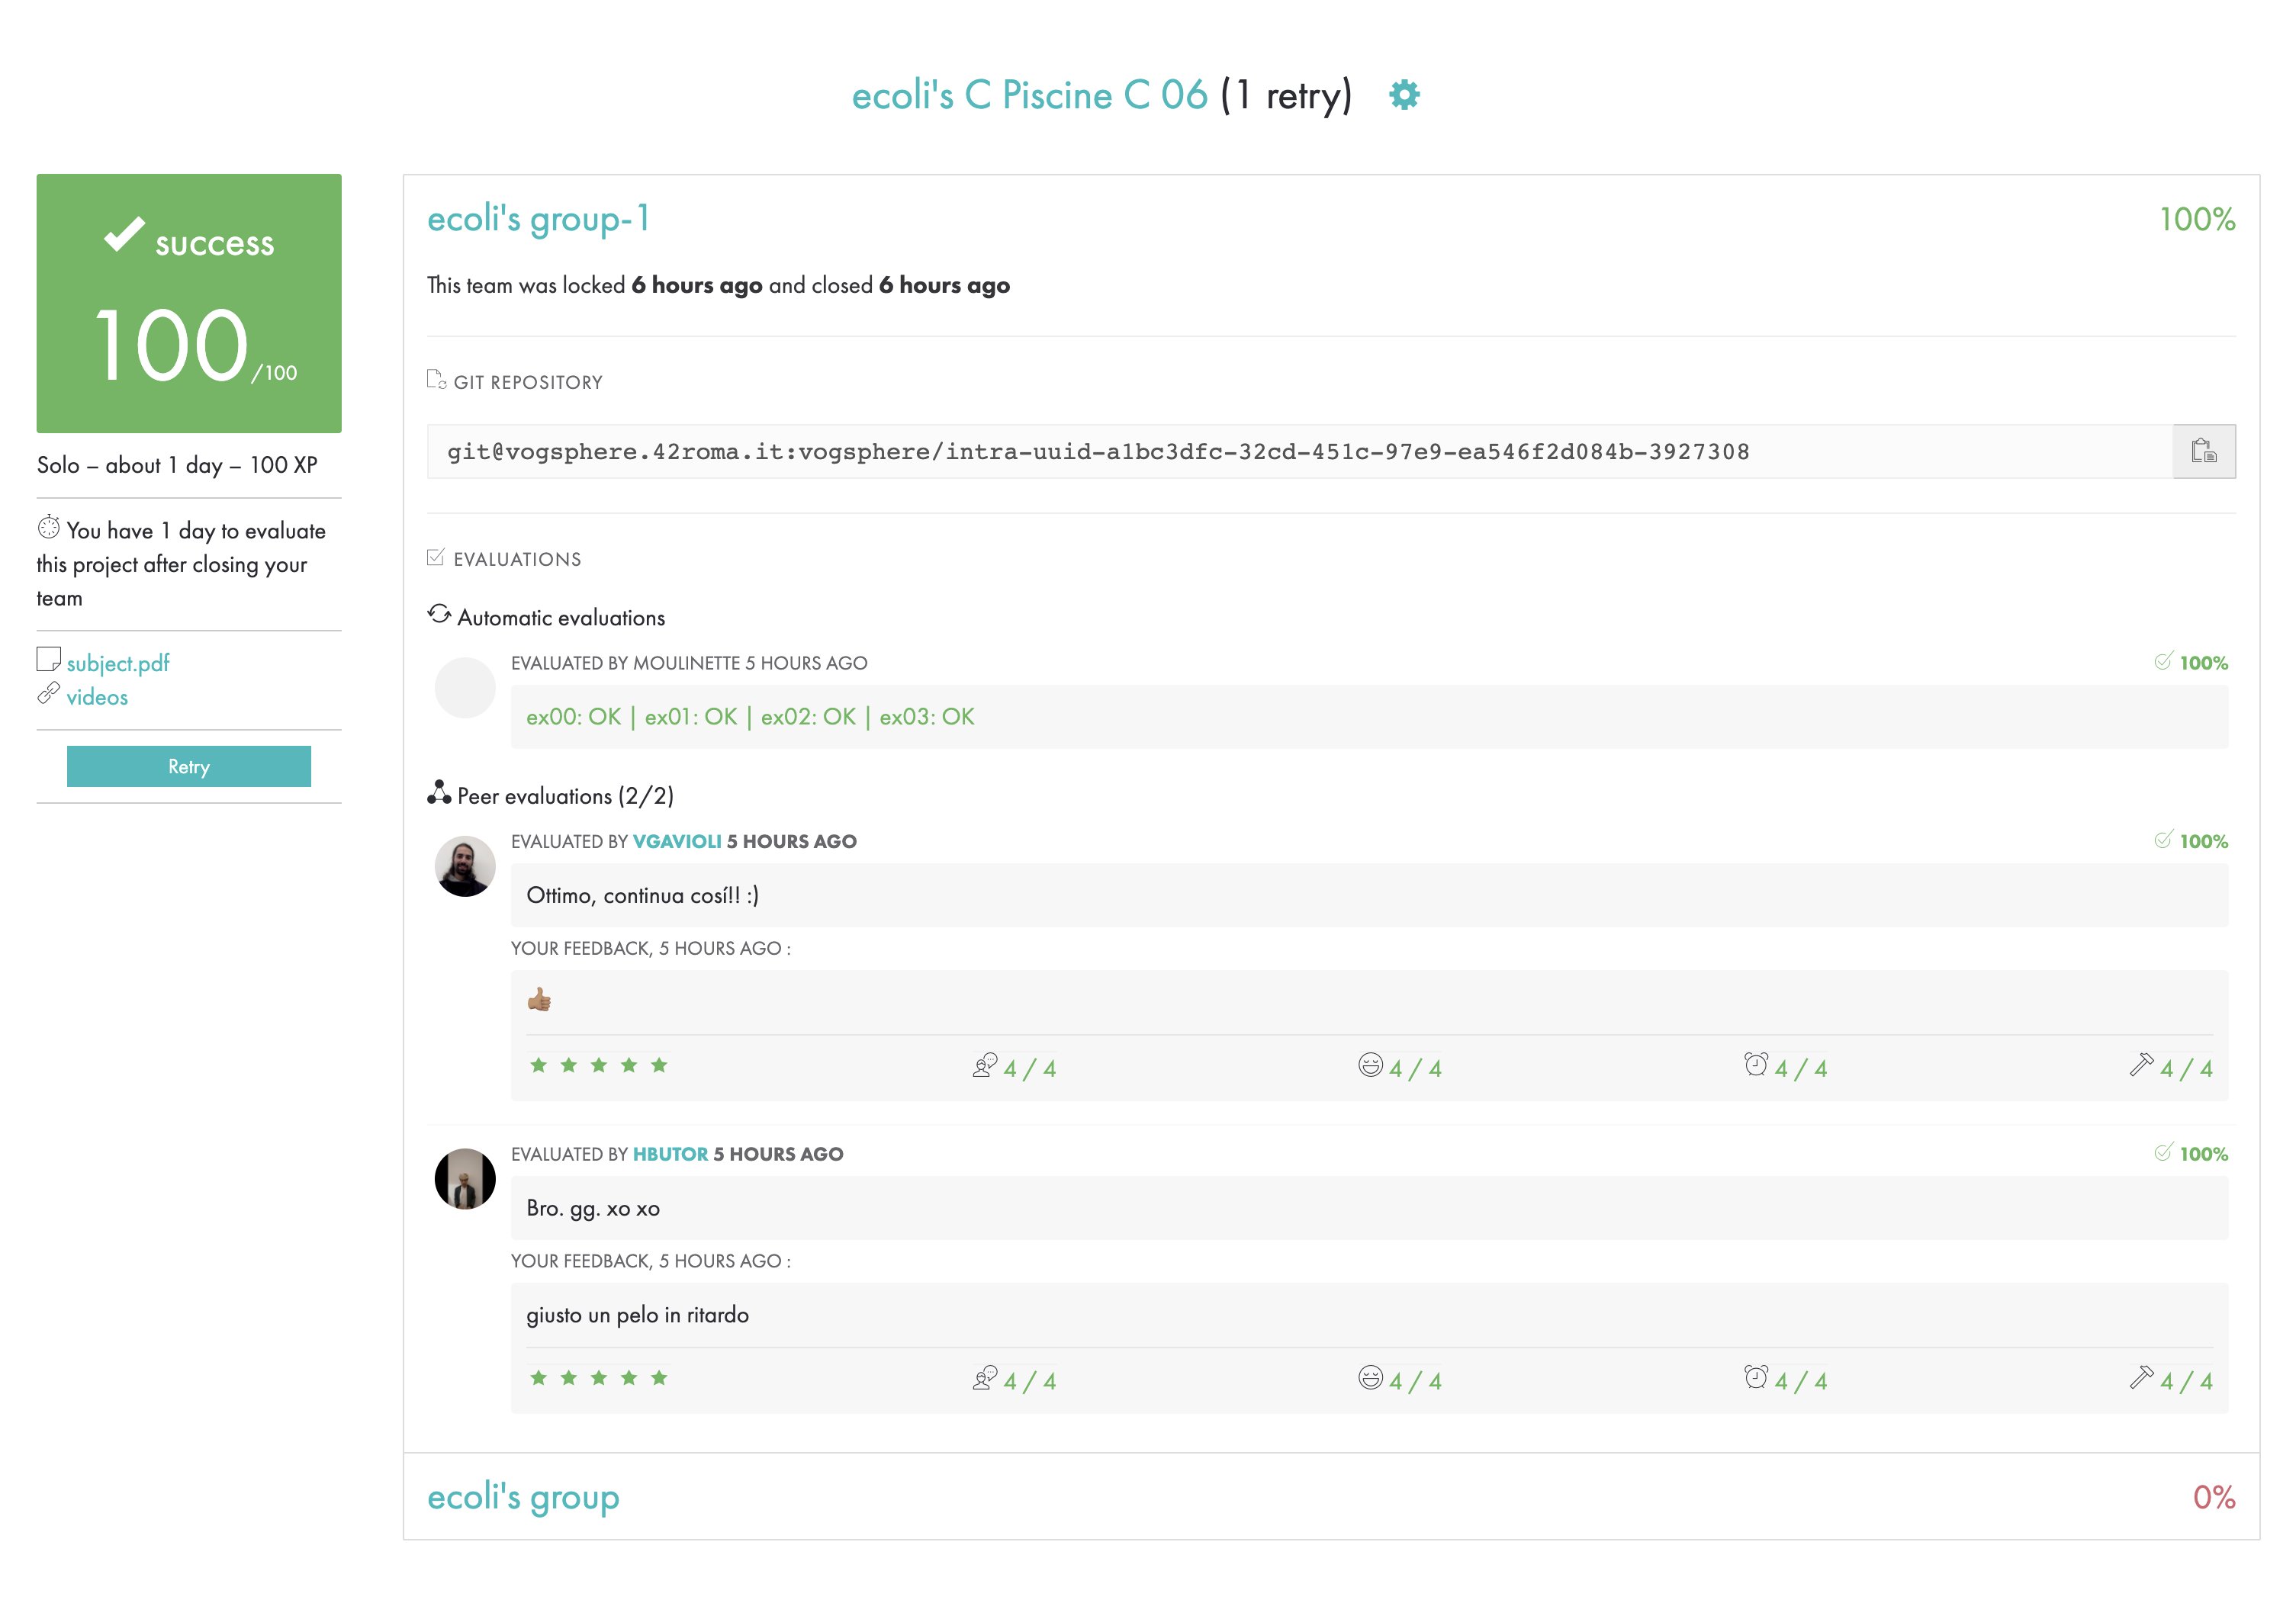 ecoli's C Piscine C 06 (1 retry)
success
100/100
Solo – about 1 day – 100 XP
You have 1 day to evaluate
this project after closing your
team
subject.pdf
videos
Retry
ecoli's group-1
100%
This team was locked 6 hours ago and closed 6 hours ago
GIT REPOSITORY
git@vogsphere.42roma.it:vogsphere/intra-uuid-a1bc3dfc-32cd-451c-97e9-ea546f2d084b-3927308
EVALUATIONS
Automatic evaluations
EVALUATED BY MOULINETTE 5 HOURS AGO
100%
ex00: OK | ex01: OK | ex02: OK | ex03: OK
Peer evaluations (2/2)
EVALUATED BY VGAVIOLI 5 HOURS AGO
100%
Ottimo, continua cosí!! :)
YOUR FEEDBACK, 5 HOURS AGO :
👍🏽
★ ★ ★ ★ ★ 4 / 4 4 / 4 4 / 4 4 / 4
EVALUATED BY HBUTOR 5 HOURS AGO
100%
Bro. gg. xo xo
YOUR FEEDBACK, 5 HOURS AGO :
giusto un pelo in ritardo
★ ★ ★ ★ ★ 4 / 4 4 / 4 4 / 4 4 / 4
ecoli's group
0%